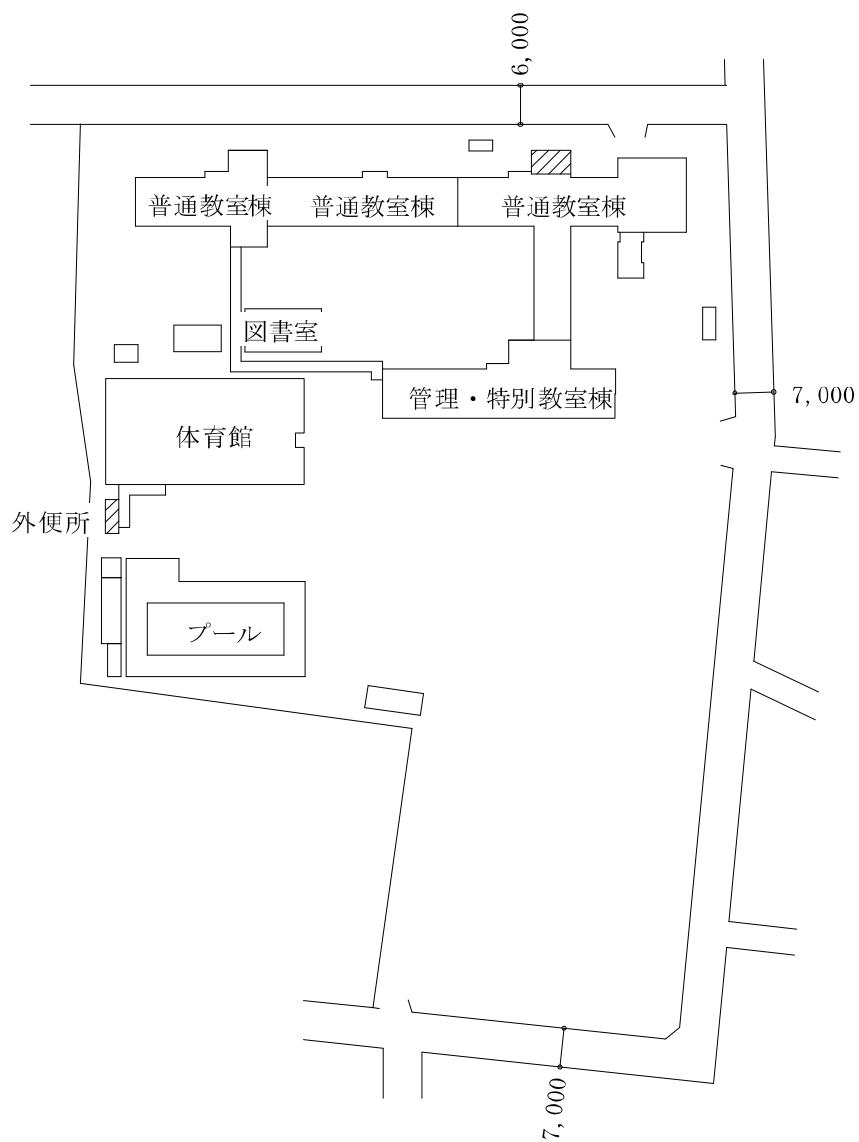 6,000
普通教室棟
普通教室棟
普通教室棟
図書室
管理・特別教室棟
7,000
体育館
外便所
プール
7,000